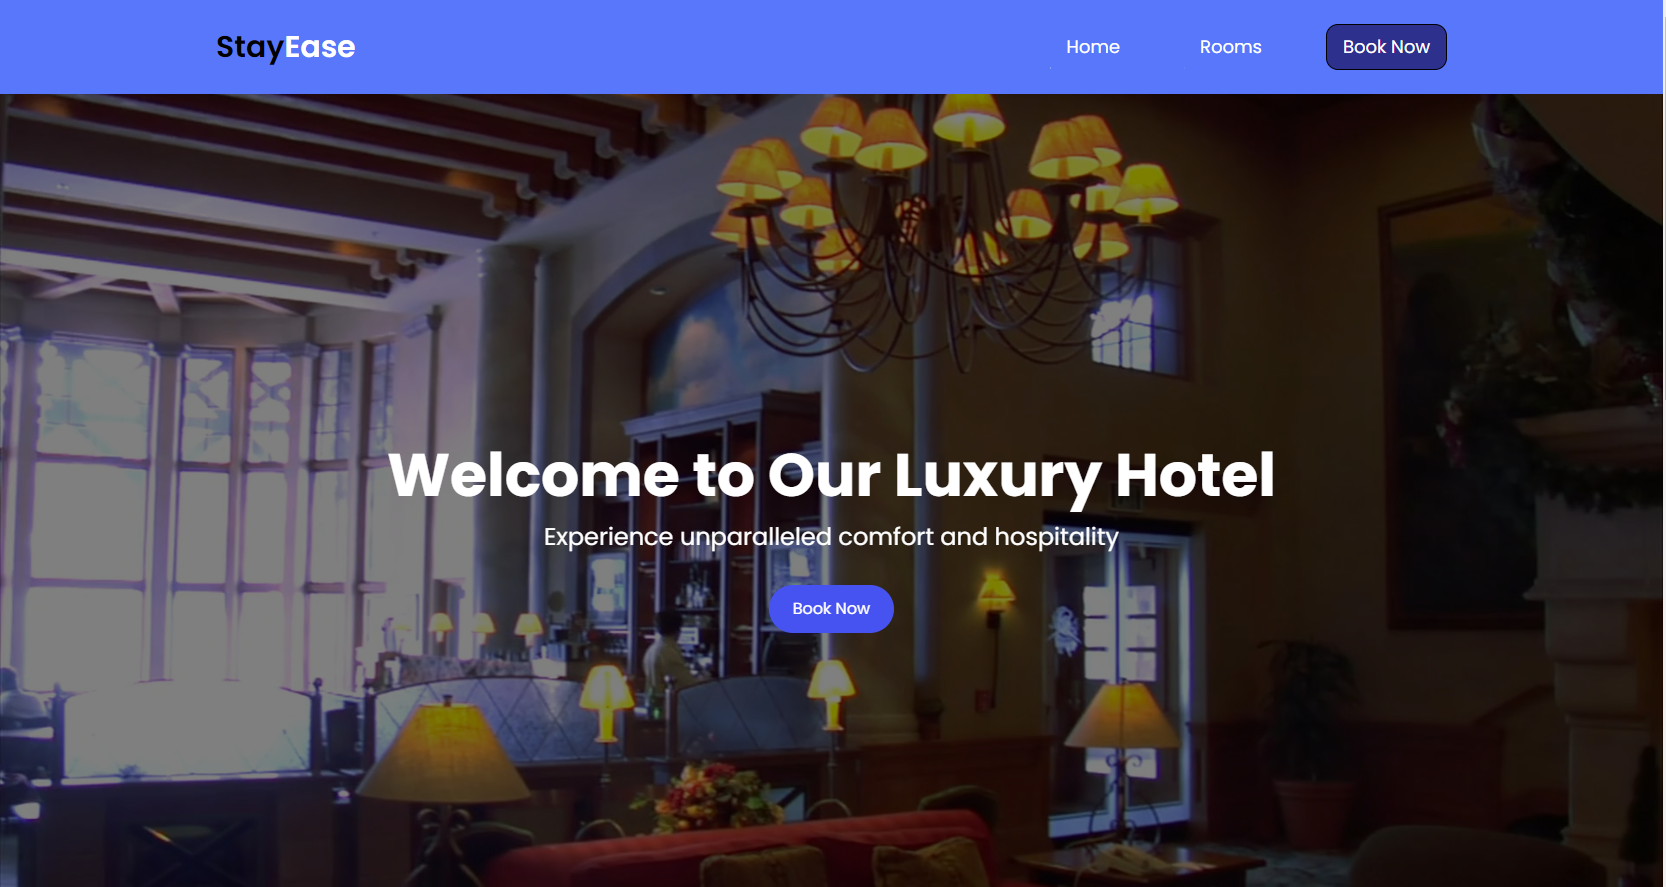 StayEase
Home
Rooms
Book Now
Welcome to Our Luxury Hotel
Experience unparalleled comfort and hospitality
Book Now